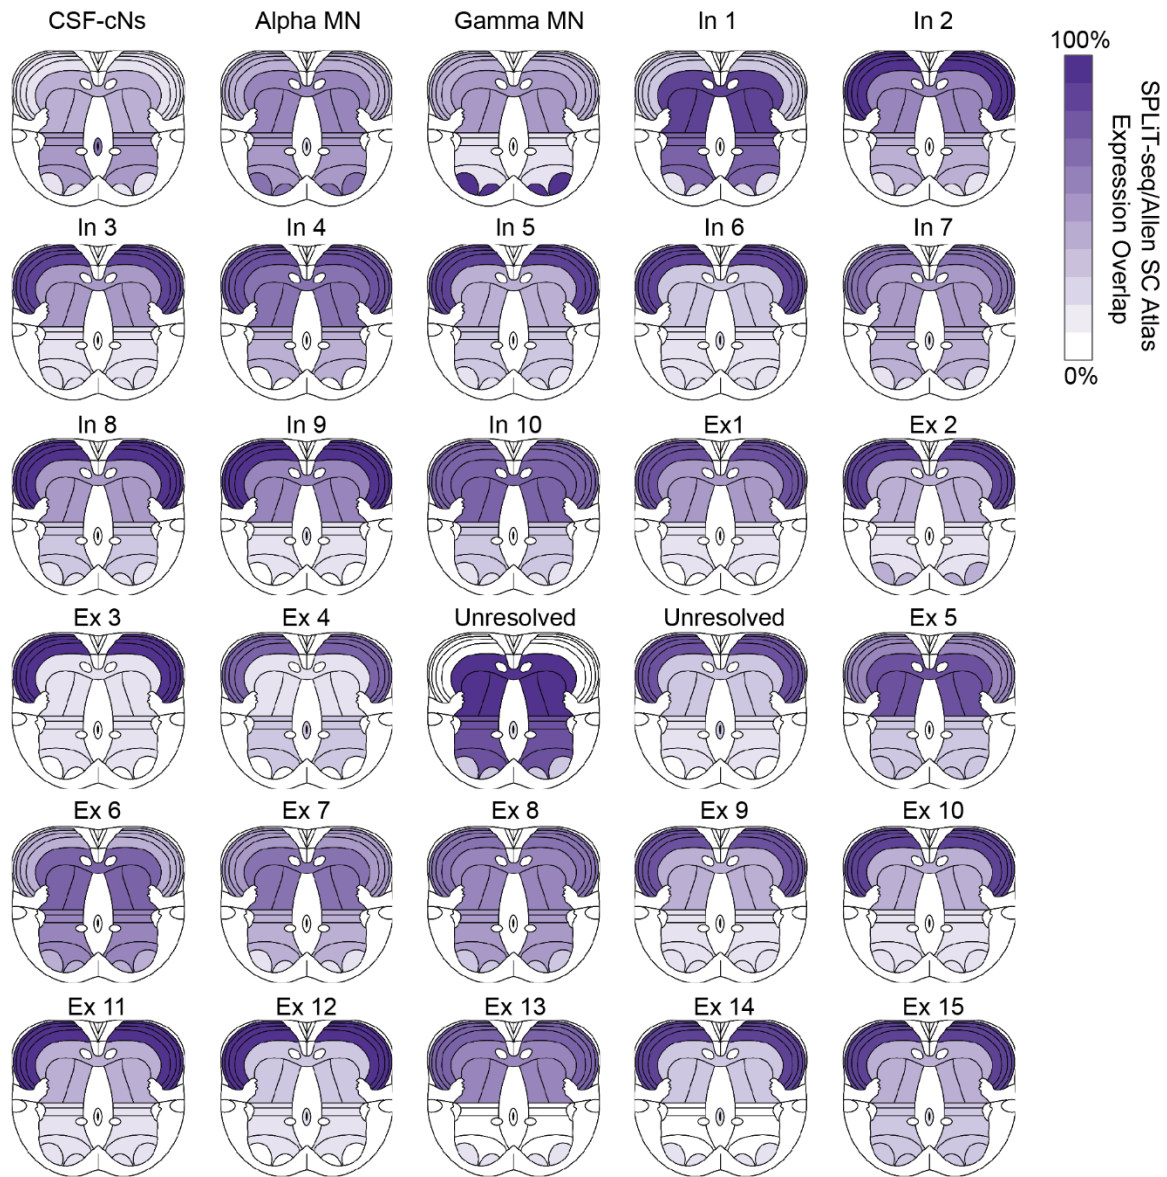 CSF-cNs
Alpha MN
Gamma MN
In 1
In 2
100%
SPLiT-seq/Allen SC Atlas
Expression Overlap
0%
In 3
In 4
In 5
In 6
In 7
In 8
In 9
In 10
Ex1
Ex 2
Ex 3
Ex 4
Unresolved
Unresolved
Ex 5
Ex 6
Ex 7
Ex 8
Ex 9
Ex 10
Ex 11
Ex 12
Ex 13
Ex 14
Ex 15